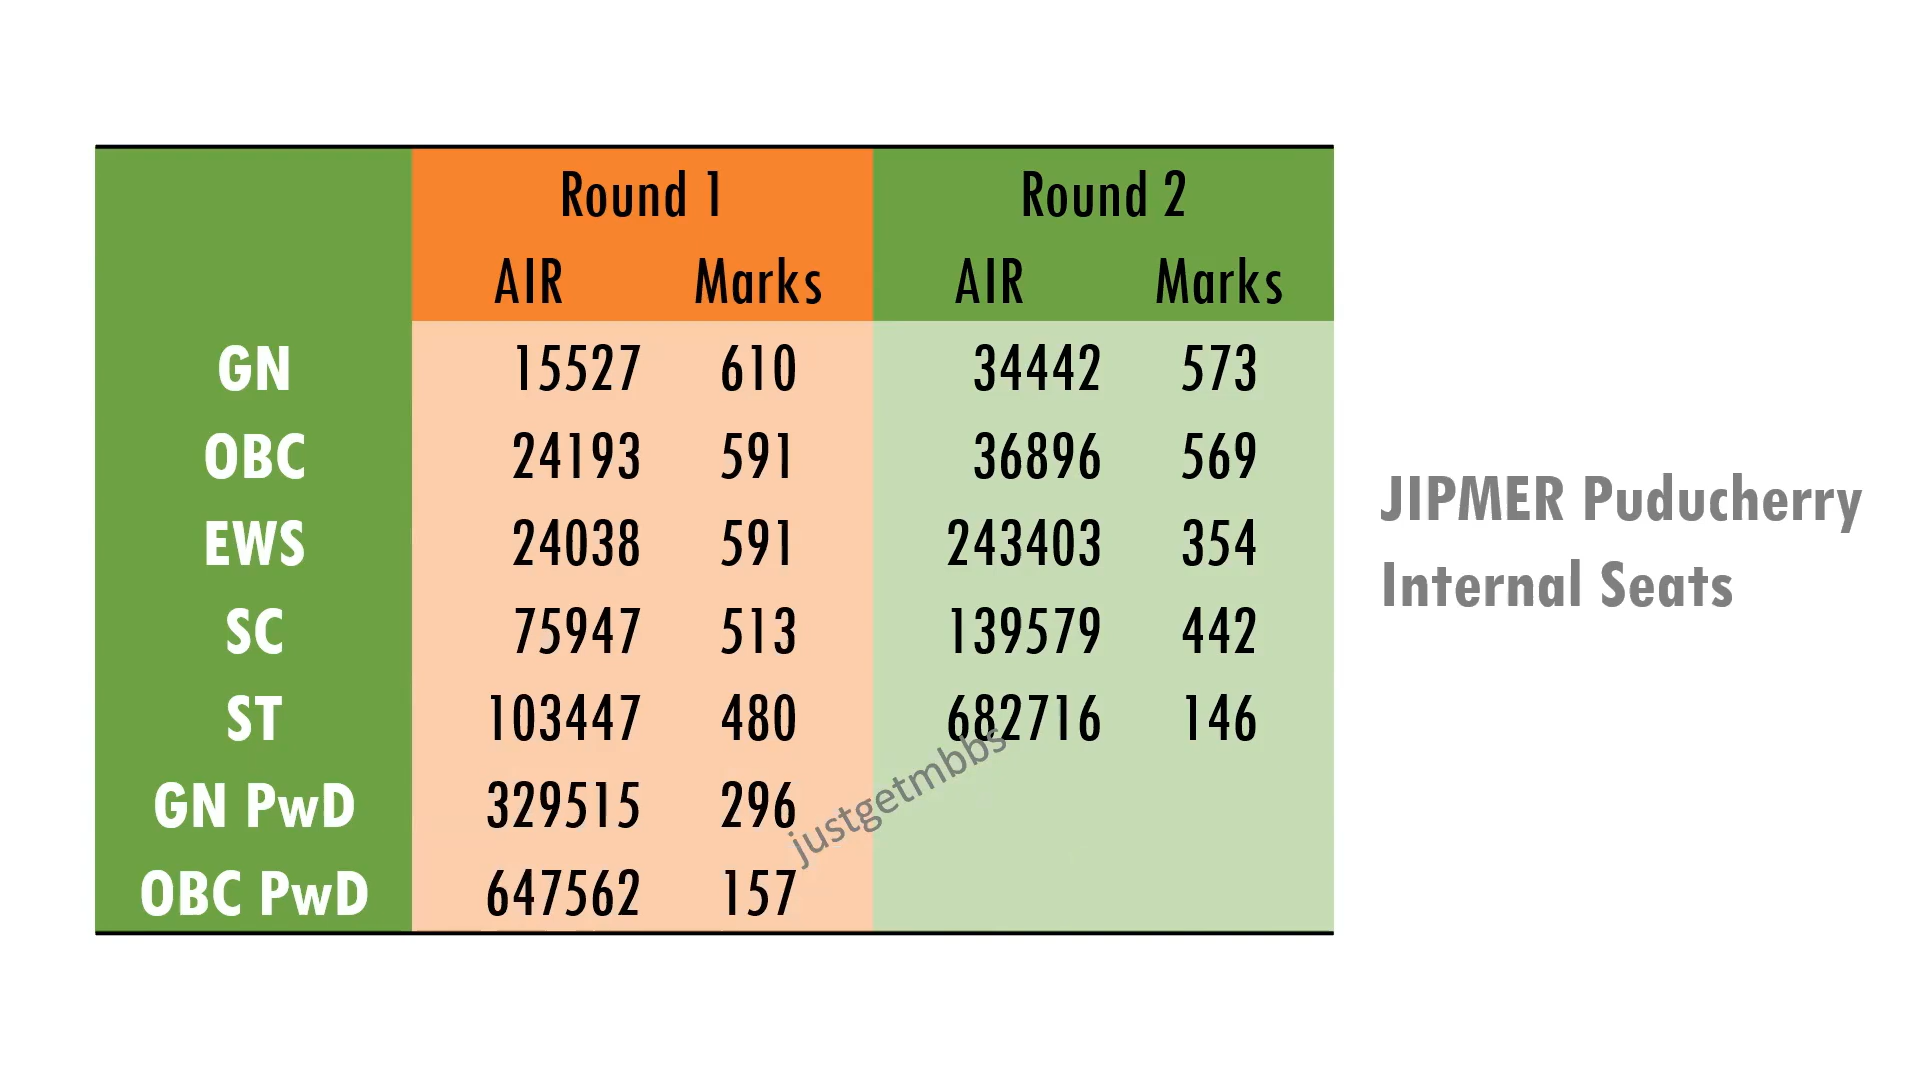 Round 1 Round 2
AIR Marks AIR Marks
GN 15527 610 34442 573
OBC 24193 591 36896 569
EWS 24038 591 243403 354
SC 75947 513 139579 442
ST 103447 480 682716 146
GN PwD 329515 296
OBC PwD 647562 157
justgetmbbs
JIPMER Puducherry
Internal Seats